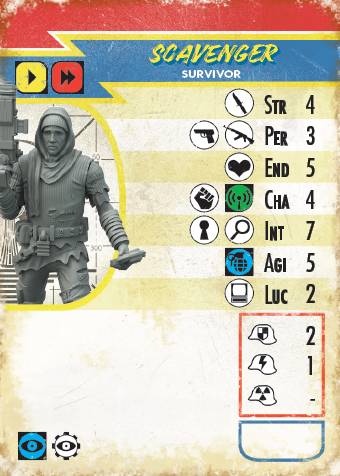 SCAVENGER
SURVIVOR
STR 4
PER 3
END 5
CHA 4
INT 7
AGI 5
LUC 2
2
1
-